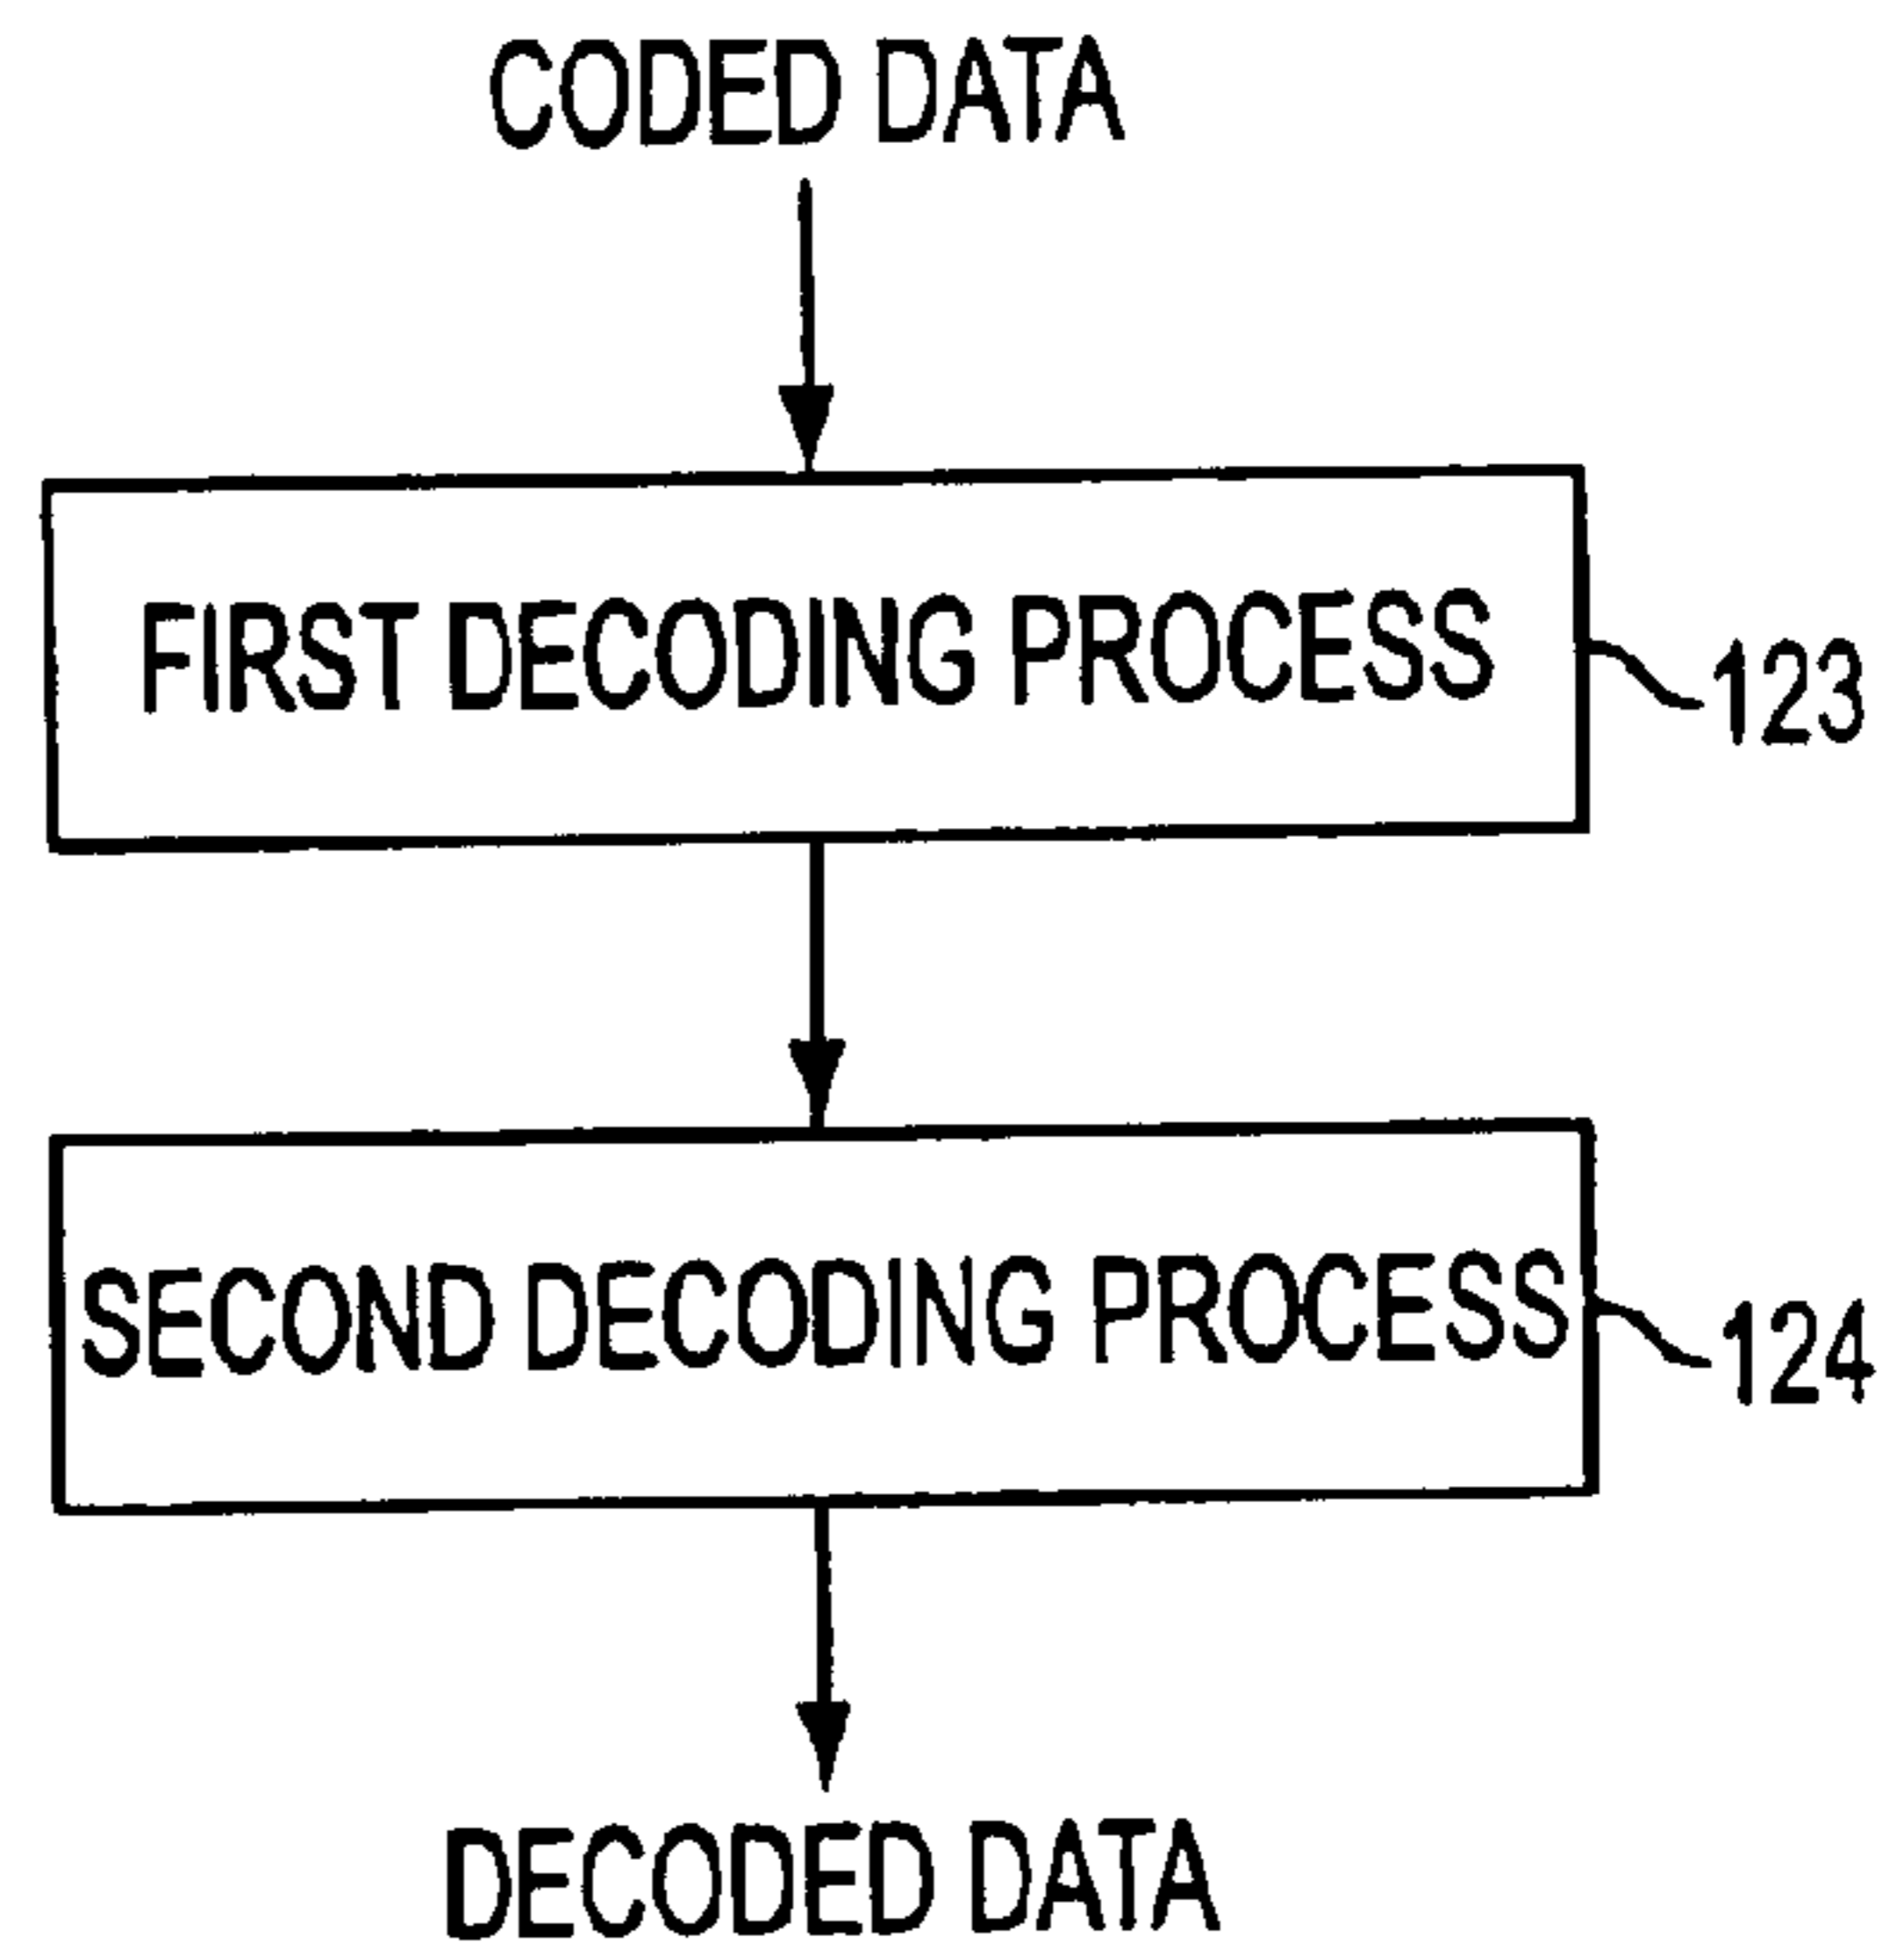 CODED DATA
FIRST DECODING PROCESS
123
SECOND DECODING PROCESS
124
DECODED DATA